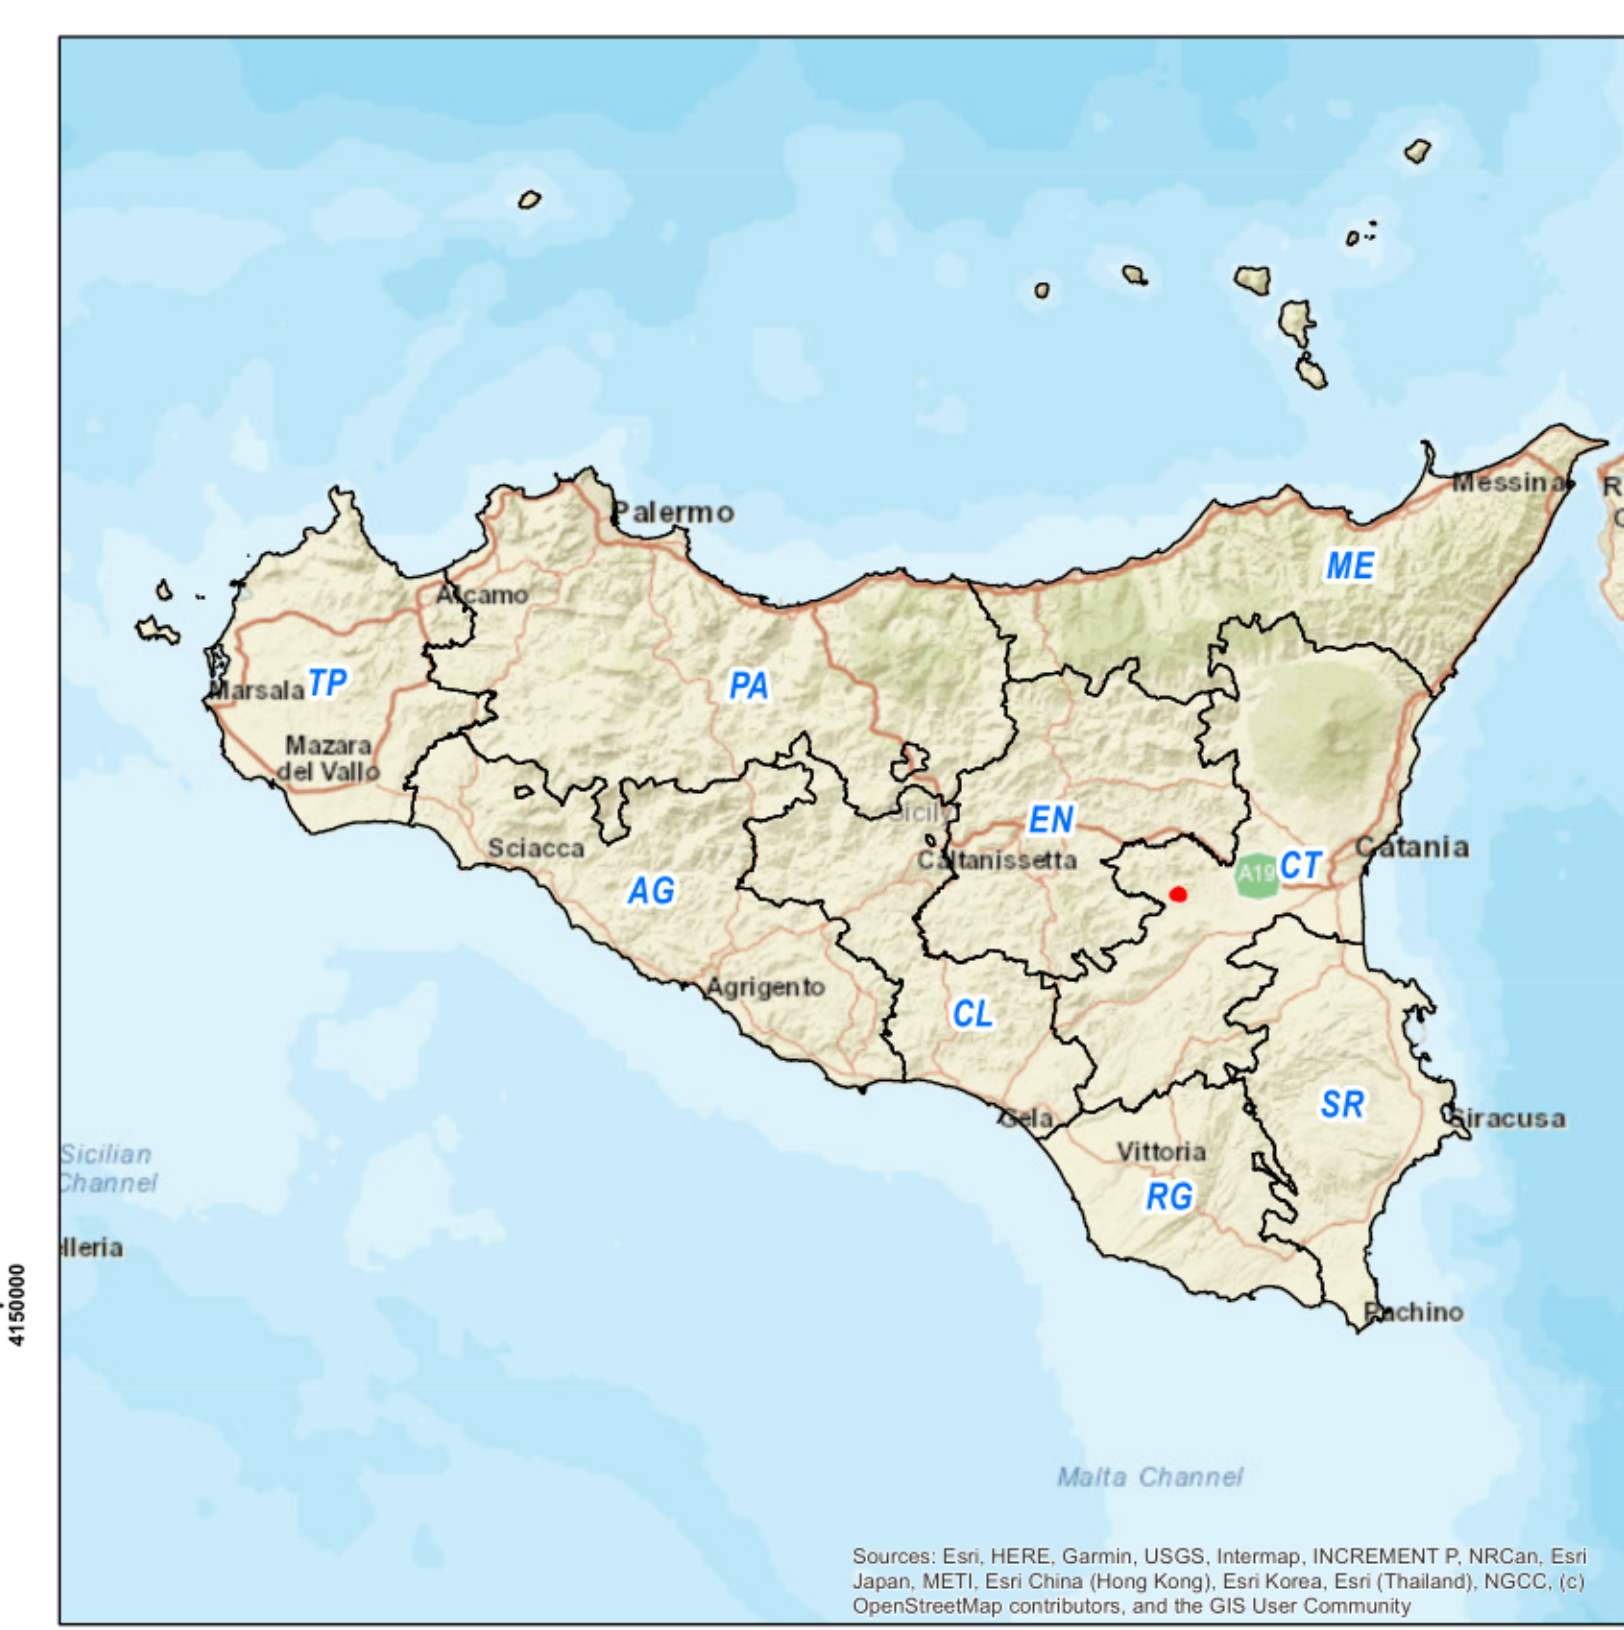 Palermo
Messina
R
ME
Alcamo
TP
Marsala
PA
Mazara
del Vallo
Sicily
EN
Sciacca
Caltanissetta
Catania
CT
A19
AG
Agrigento
CL
Gela
SR
Siracusa
Vittoria
RG
Sicilian
Channel
elleria
4150000
Pachino
Malta Channel
Sources: Esri, HERE, Garmin, USGS, Intermap, INCREMENT P, NRCan, Esri
Japan, METI, Esri China (Hong Kong), Esri Korea, Esri (Thailand), NGCC, (c)
OpenStreetMap contributors, and the GIS User Community